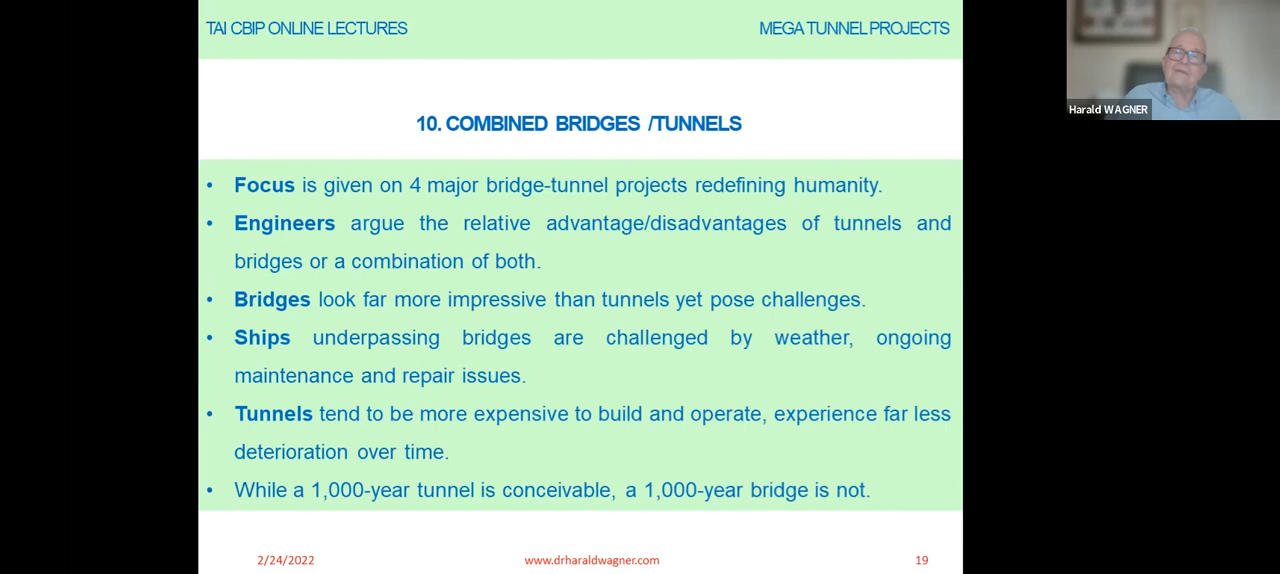 TAI CBIP ONLINE LECTURES MEGA TUNNEL PROJECTS
Harald WAGNER
10. COMBINED BRIDGES /TUNNELS
• Focus is given on 4 major bridge-tunnel projects redefining humanity.
• Engineers argue the relative advantage/disadvantages of tunnels and
bridges or a combination of both.
• Bridges look far more impressive than tunnels yet pose challenges.
• Ships underpassing bridges are challenged by weather, ongoing
maintenance and repair issues.
• Tunnels tend to be more expensive to build and operate, experience far less
deterioration over time.
• While a 1,000-year tunnel is conceivable, a 1,000-year bridge is not.
2/24/2022 www.drharaldwagner.com 19